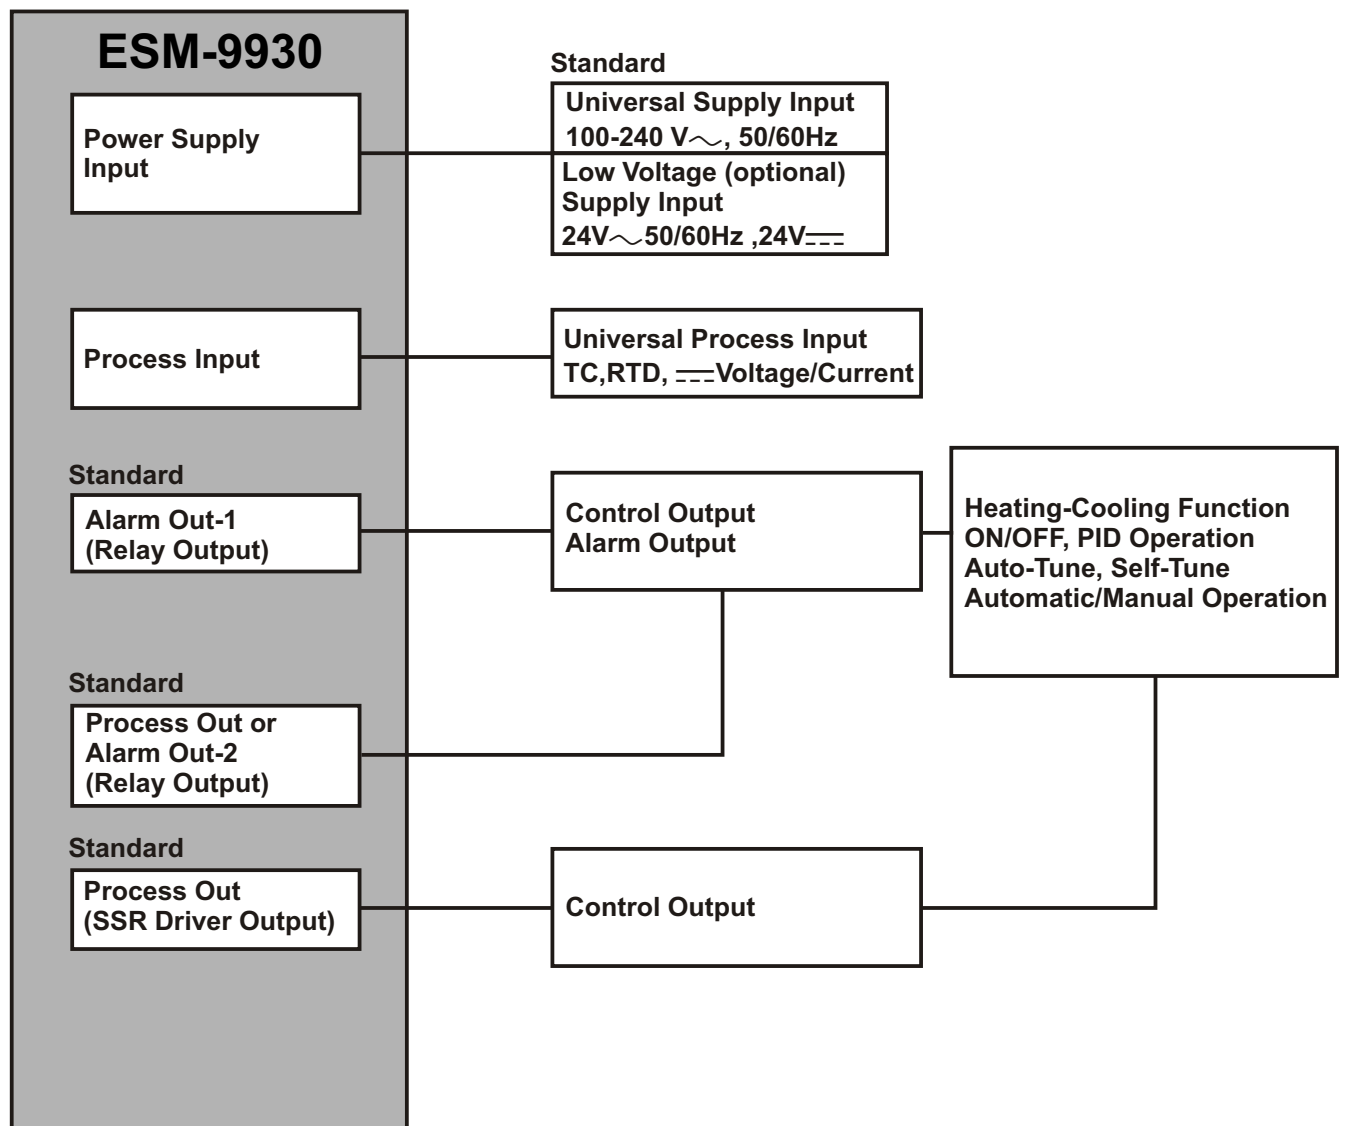 ESM-9930
Power Supply
Input
Standard
Universal Supply Input
100-240 V〜, 50/60Hz
Low Voltage (optional)
Supply Input
24V〜50/60Hz ,24V⎓
Process Input
Universal Process Input
TC,RTD, ⎓Voltage/Current
Standard
Alarm Out-1
(Relay Output)
Control Output
Alarm Output
Heating-Cooling Function
ON/OFF, PID Operation
Auto-Tune, Self-Tune
Automatic/Manual Operation
Standard
Process Out or
Alarm Out-2
(Relay Output)
Standard
Process Out
(SSR Driver Output)
Control Output